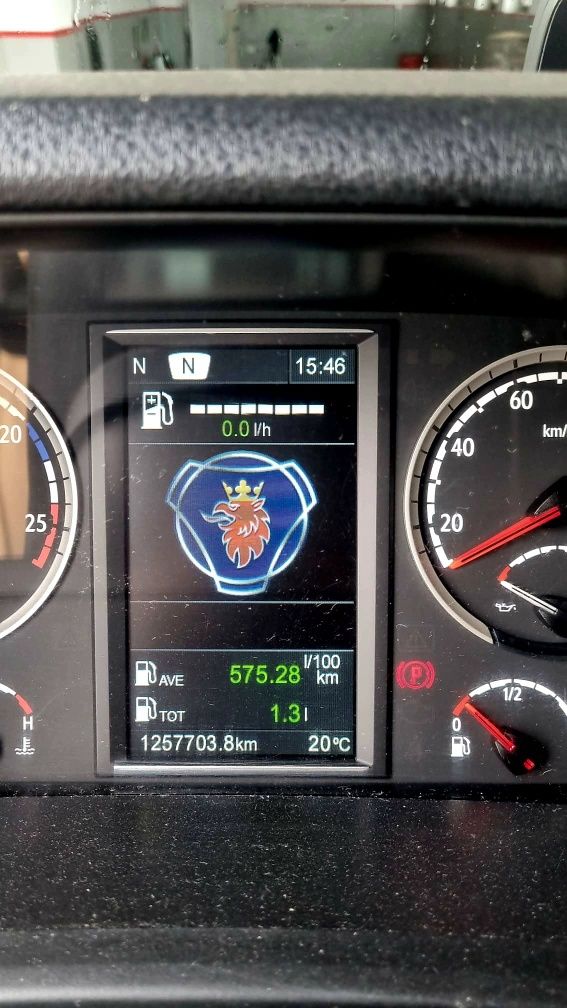 N N 15:46
0.0 l/h
20
25
60
km/
40
20
AVE 575.28 l/100 km
TOT 1.3 l
1257703.8km 20°C
H
P
0 1/2